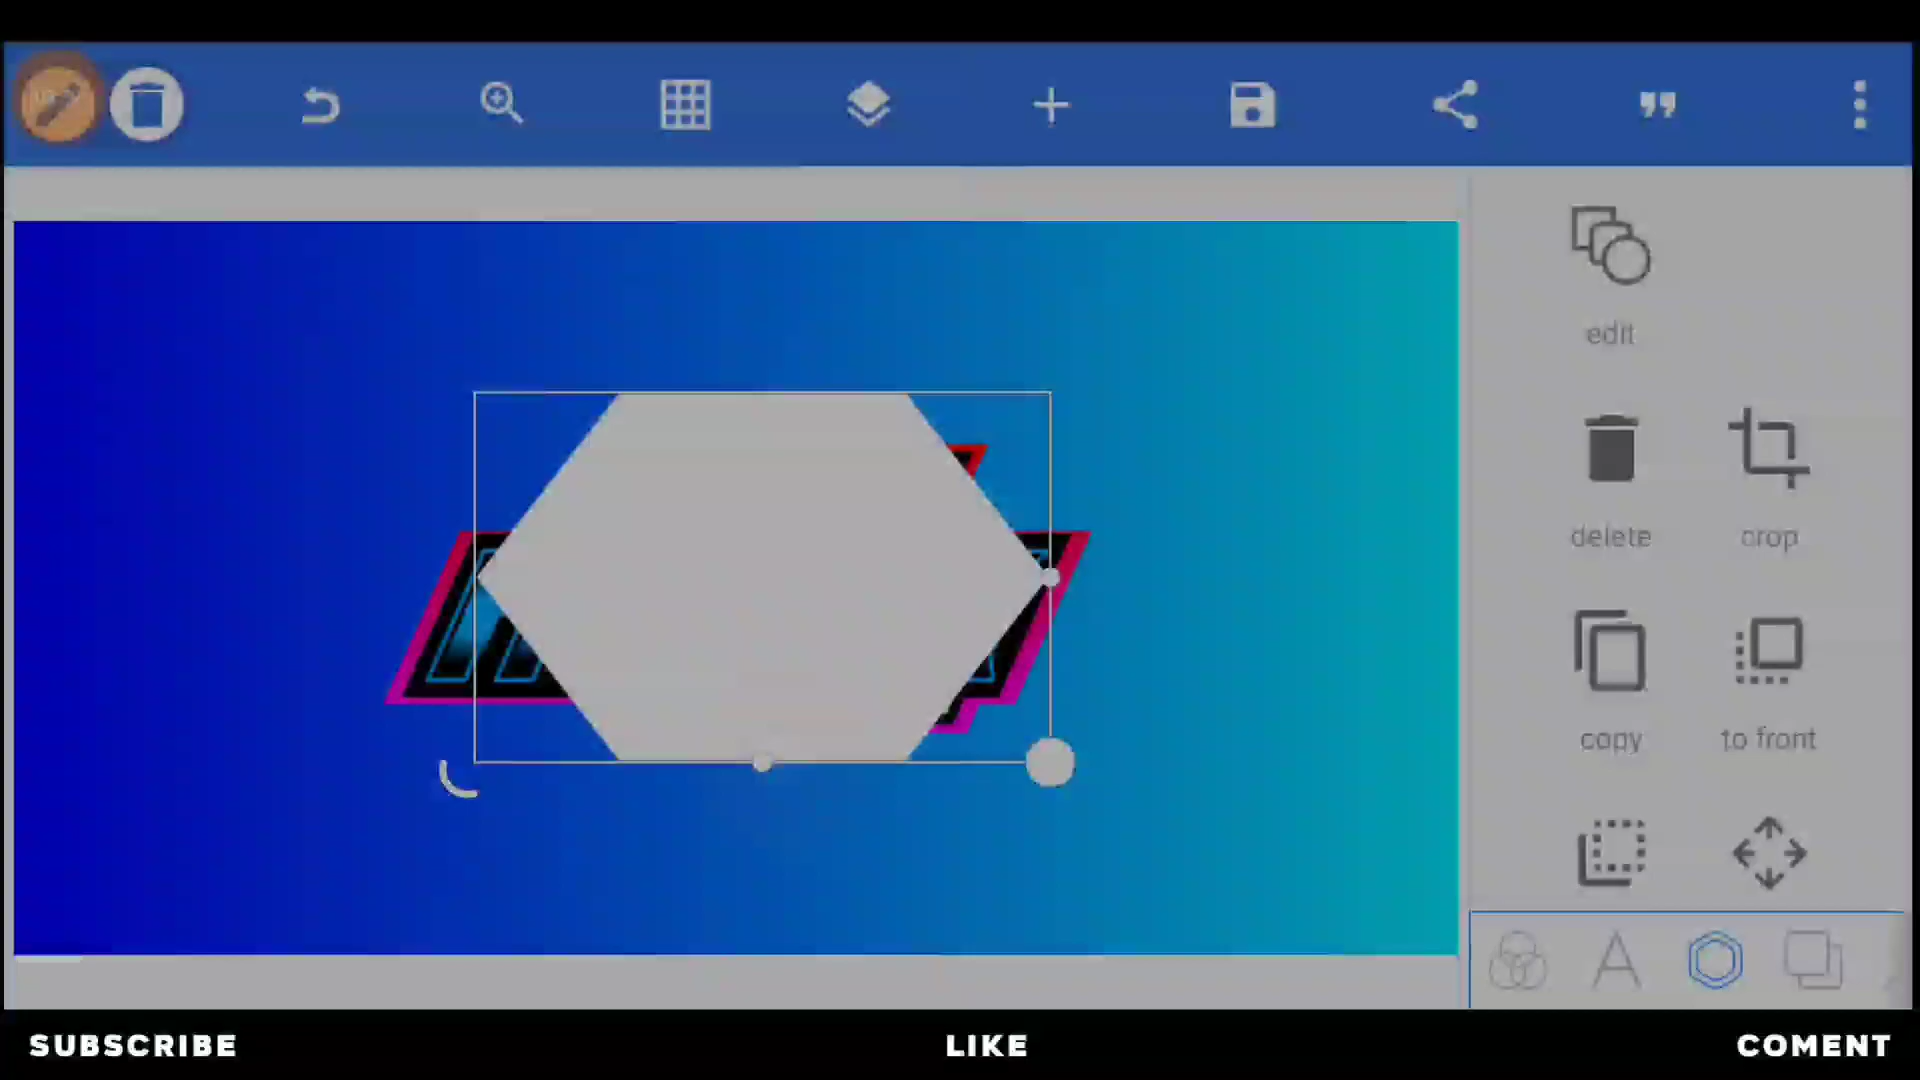 edit
delete
crop
copy
to front
SUBSCRIBE
LIKE
COMENT